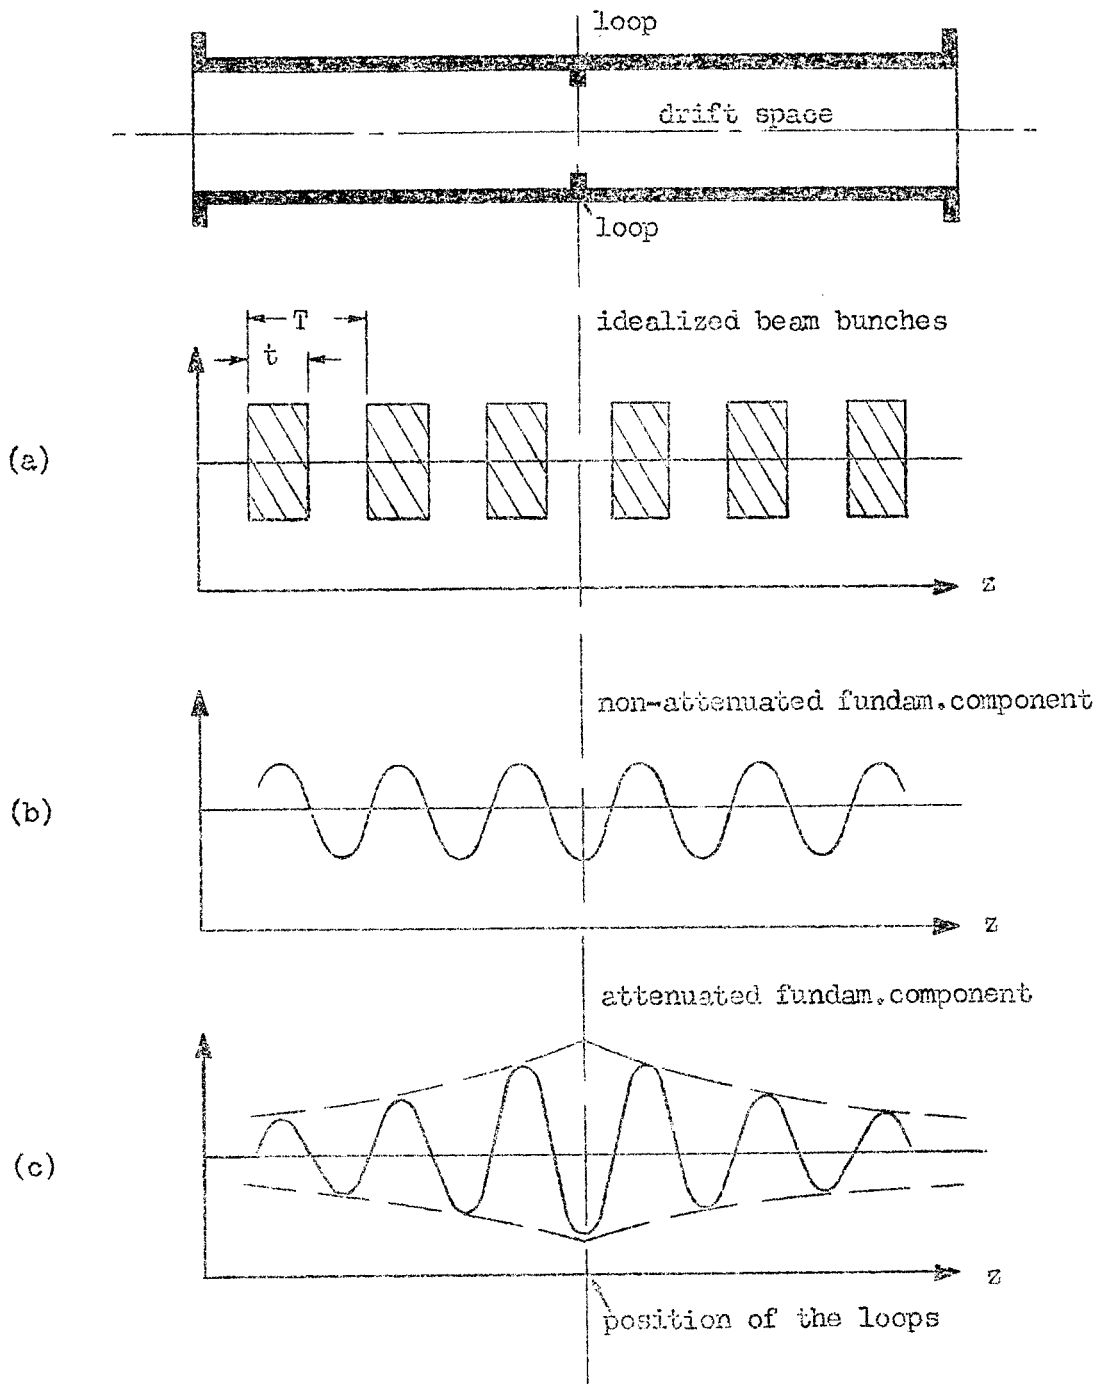 loop
drift space
loop
T
idealized beam bunches
t
(a)
z
non-attenuated fundam.component
(b)
z
attenuated fundam.component
(c)
z
position of the loops